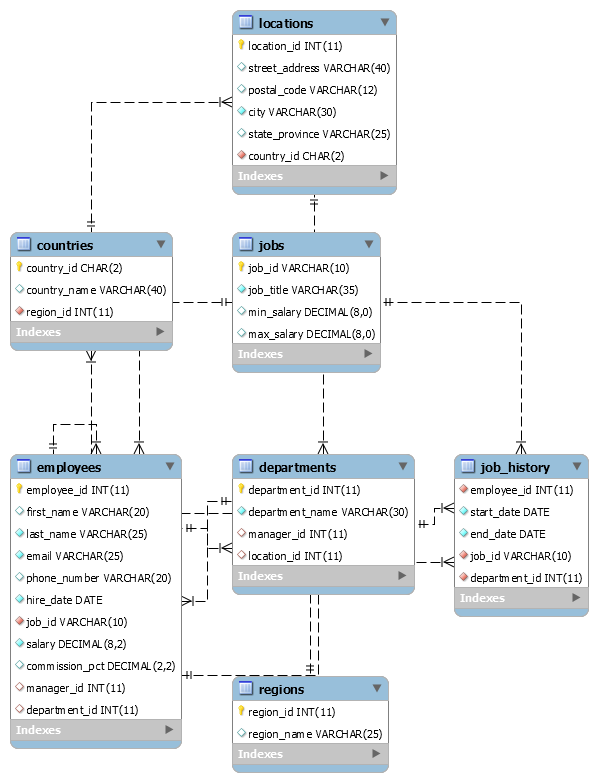 locations
location_id INT(11)
street_address VARCHAR(40)
postal_code VARCHAR(12)
city VARCHAR(30)
state_province VARCHAR(25)
country_id CHAR(2)
Indexes
countries
country_id CHAR(2)
country_name VARCHAR(40)
region_id INT(11)
Indexes
jobs
job_id VARCHAR(10)
job_title VARCHAR(35)
min_salary DECIMAL(8,0)
max_salary DECIMAL(8,0)
Indexes
employees
employee_id INT(11)
first_name VARCHAR(20)
last_name VARCHAR(25)
email VARCHAR(25)
phone_number VARCHAR(20)
hire_date DATE
job_id VARCHAR(10)
salary DECIMAL(8,2)
commission_pct DECIMAL(2,2)
manager_id INT(11)
department_id INT(11)
Indexes
departments
department_id INT(11)
department_name VARCHAR(30)
manager_id INT(11)
location_id INT(11)
Indexes
job_history
employee_id INT(11)
start_date DATE
end_date DATE
job_id VARCHAR(10)
department_id INT(11)
Indexes
regions
region_id INT(11)
region_name VARCHAR(25)
Indexes